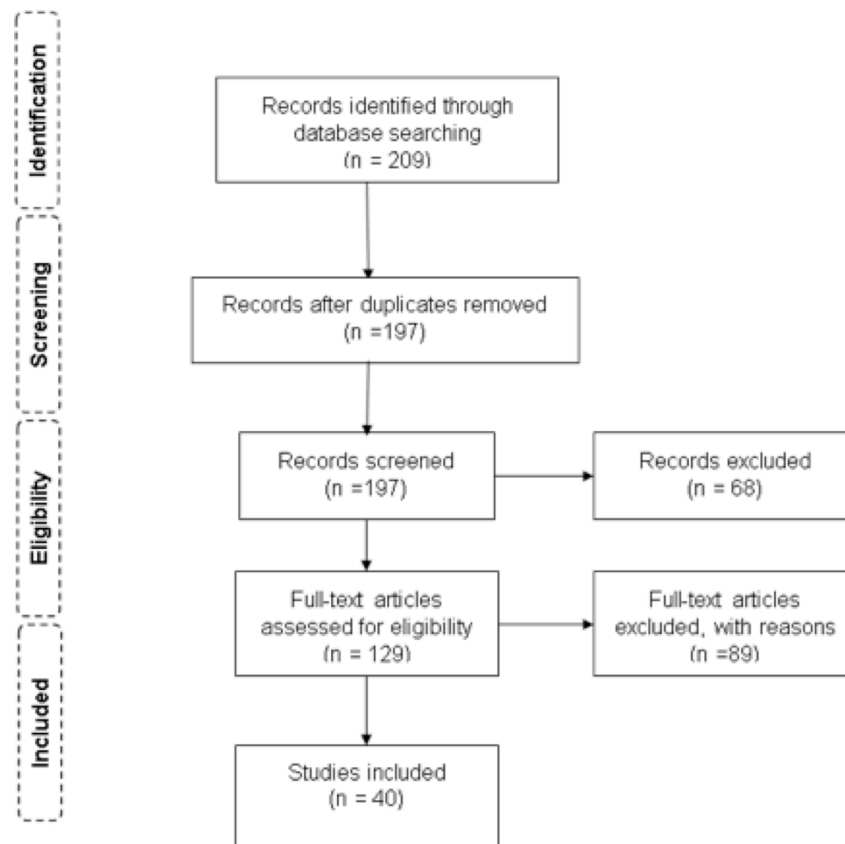 Identification
Records identified through
database searching
(n = 209)
Screening
Records after duplicates removed
(n =197)
Eligibility
Records screened
(n =197)
Records excluded
(n = 68)
Full-text articles
assessed for eligibility
(n = 129)
Full-text articles
excluded, with reasons
(n =89)
Included
Studies included
(n = 40)